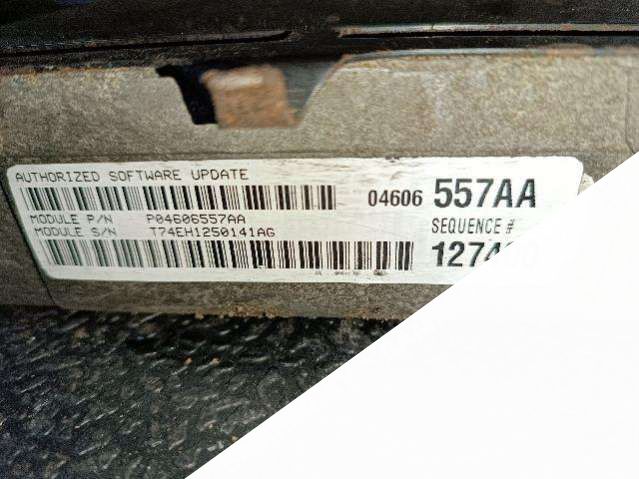 AUTHORIZED SOFTWARE UPDATE
04606 557AA
MODULE P/N P04606557AA
MODULE S/N T74EH1250141AG
SEQUENCE #